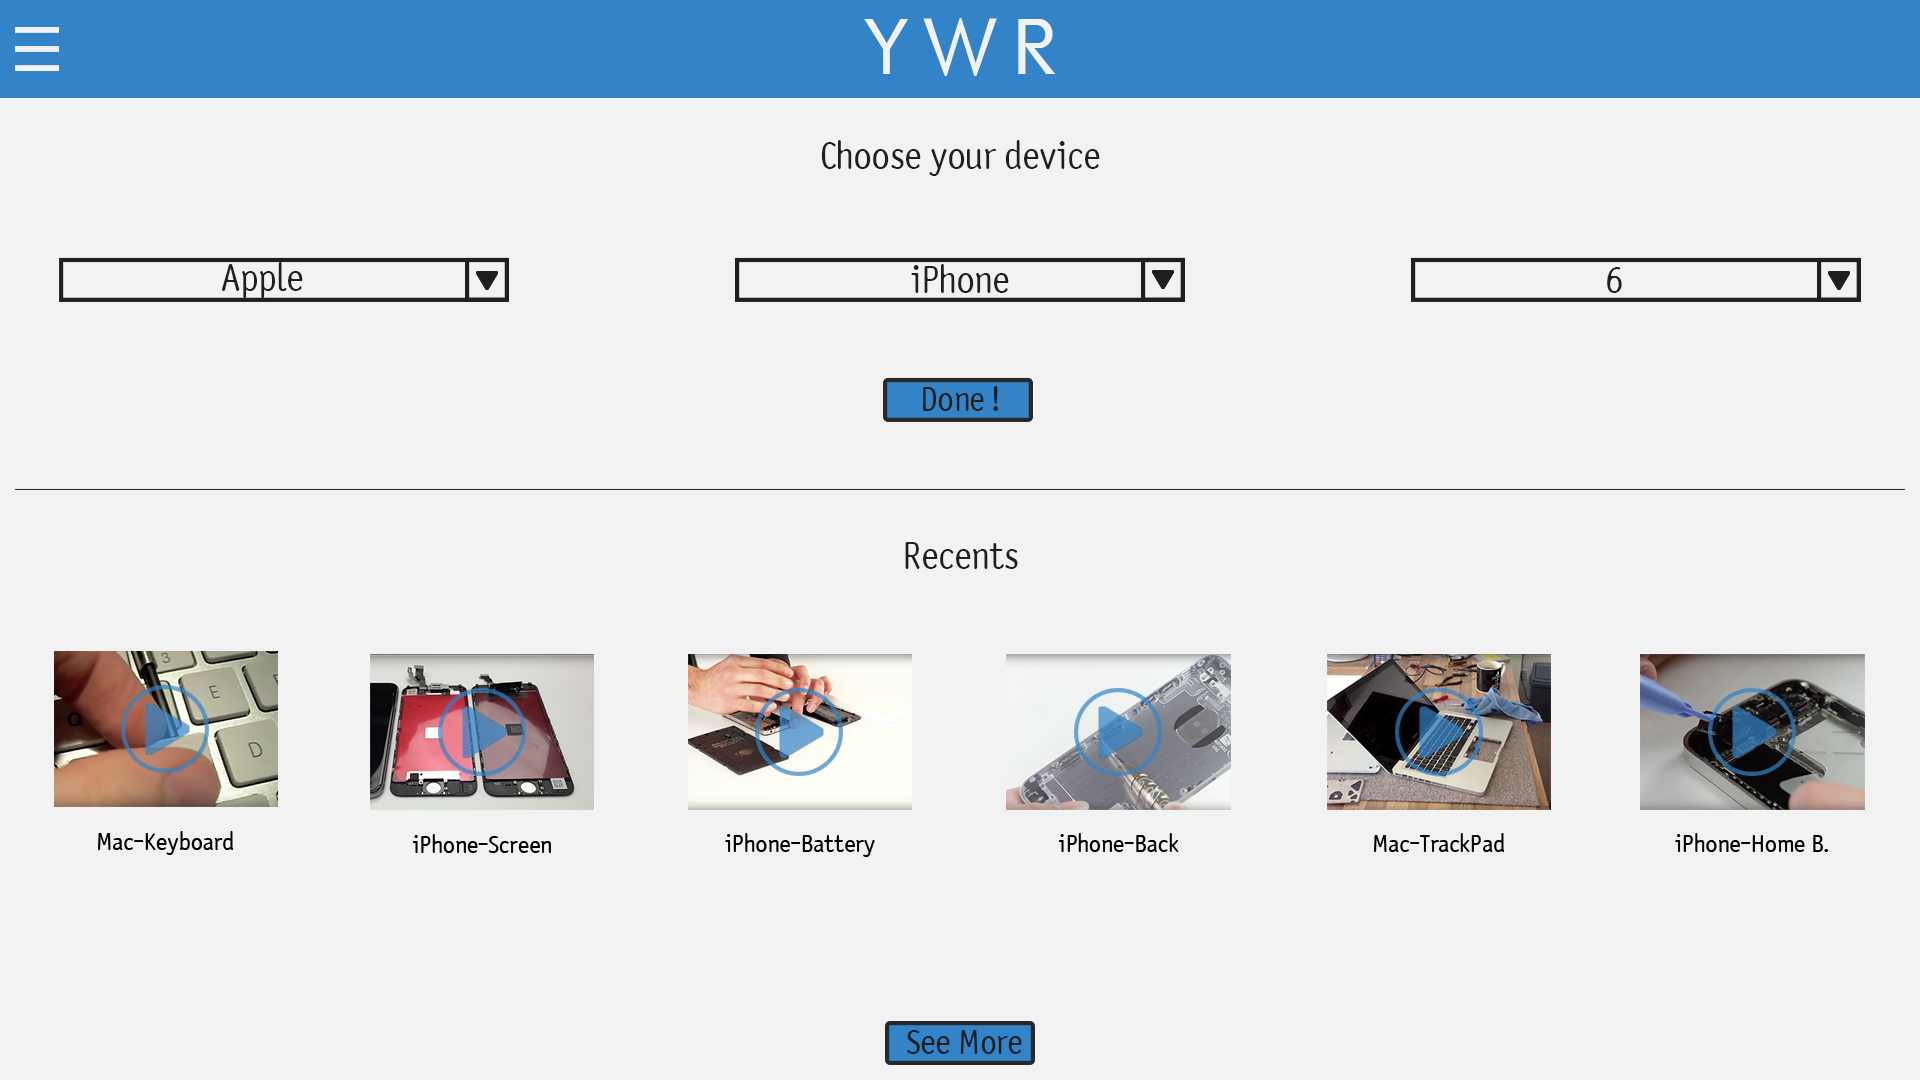 YWR
Choose your device
Apple
iPhone
6
Done!
Recents
3
E
Q
D
Mac-Keyboard
iPhone-Screen
iPhone-Battery
iPhone-Back
Mac-TrackPad
iPhone-Home B.
See More